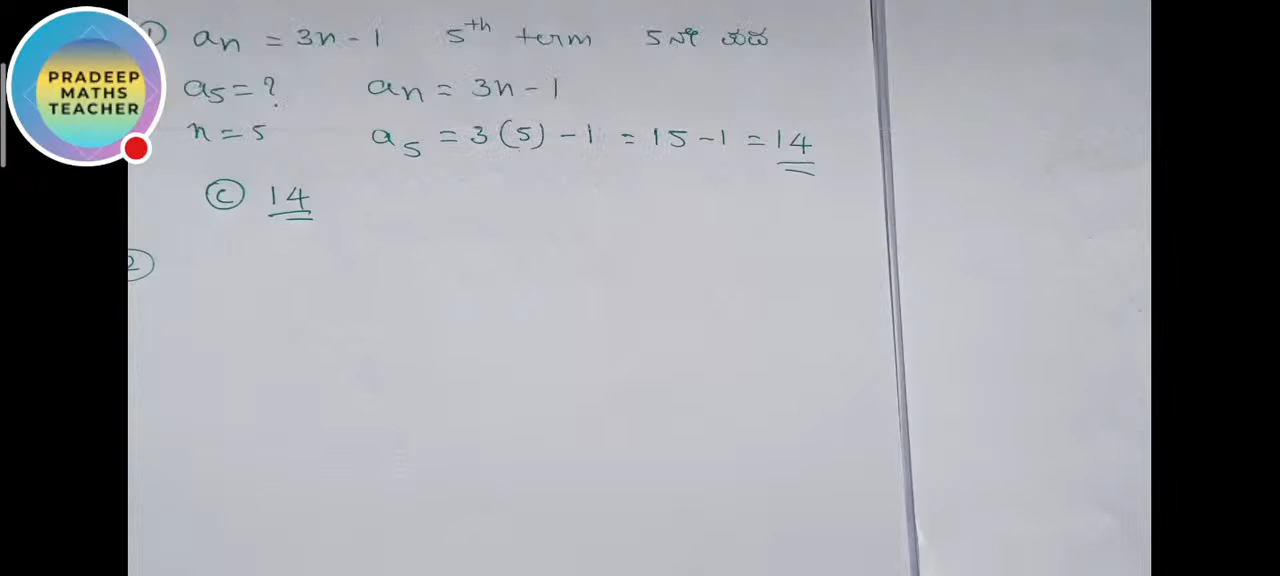 PRADEEP
MATHS
TEACHER
① aₙ = 3n - 1 5ᵗʰ term 5ನೇ ಪದ
a₅ = ? aₙ = 3n - 1
n = 5 a₅ = 3(5) - 1 = 15 - 1 = 14
ⓒ 14
②